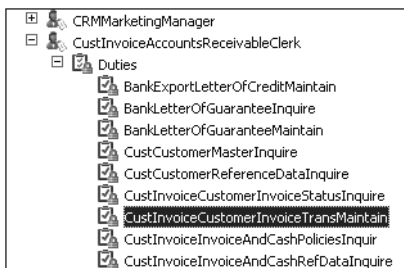 CRMMarketingManager
CustInvoiceAccountsReceivableClerk
Duties
BankExportLetterOfCreditMaintain
BankLetterOfGuaranteeInquire
BankLetterOfGuaranteeMaintain
CustCustomerMasterInquire
CustCustomerReferenceDataInquire
CustInvoiceCustomerInvoiceStatusInquire
CustInvoiceCustomerInvoiceTransMaintain
CustInvoiceInvoiceAndCashPoliciesInquir
CustInvoiceInvoiceAndCashRefDataInquire